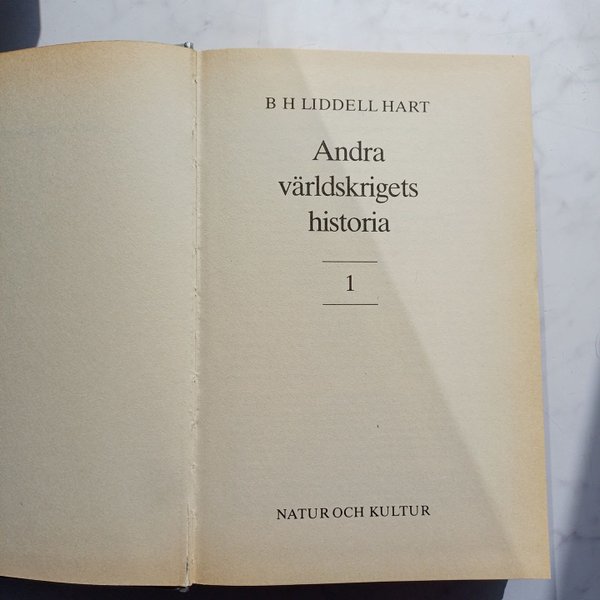 B H LIDDELL HART
Andra
världskrigets
historia
1
NATUR OCH KULTUR